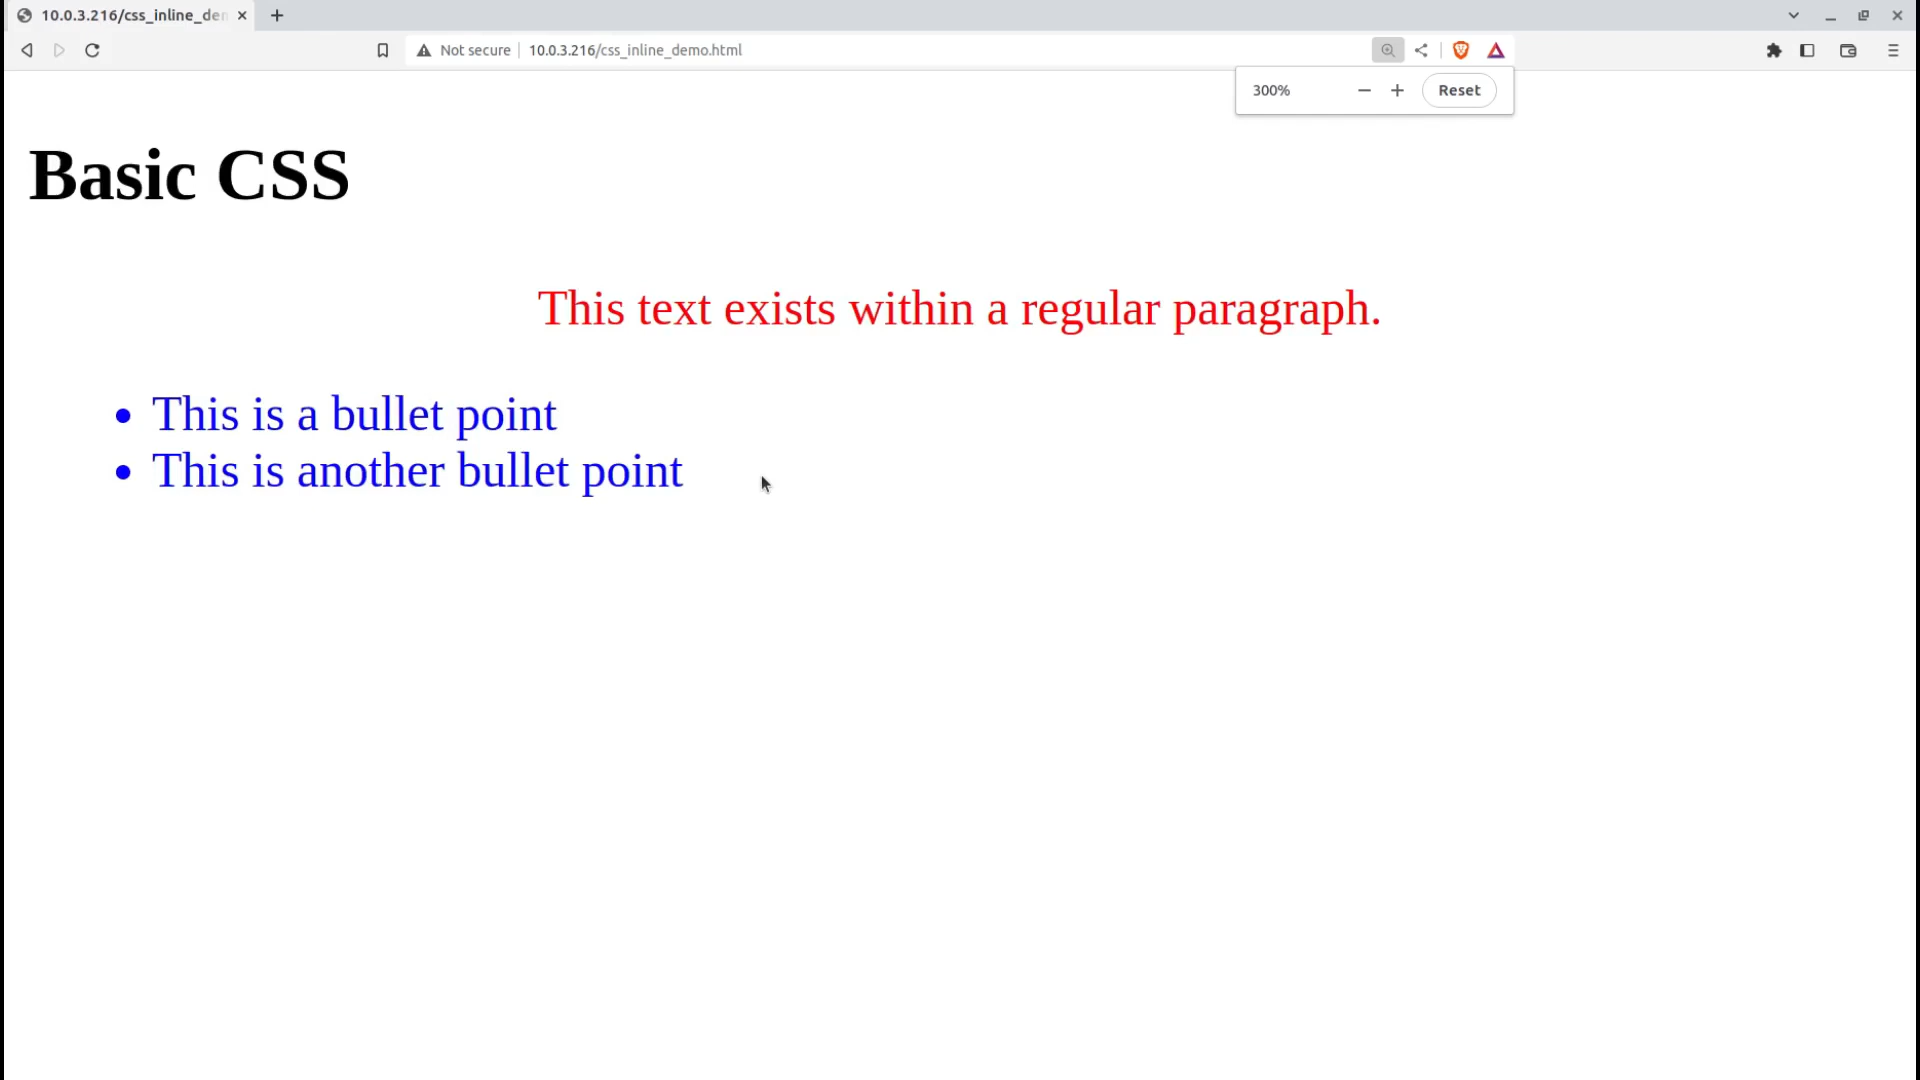 10.0.3.216/css_inline_den
Not secure
10.0.3.216/css_inline_demo.html
300%
Reset
Basic CSS
This text exists within a regular paragraph.
This is a bullet point
This is another bullet point